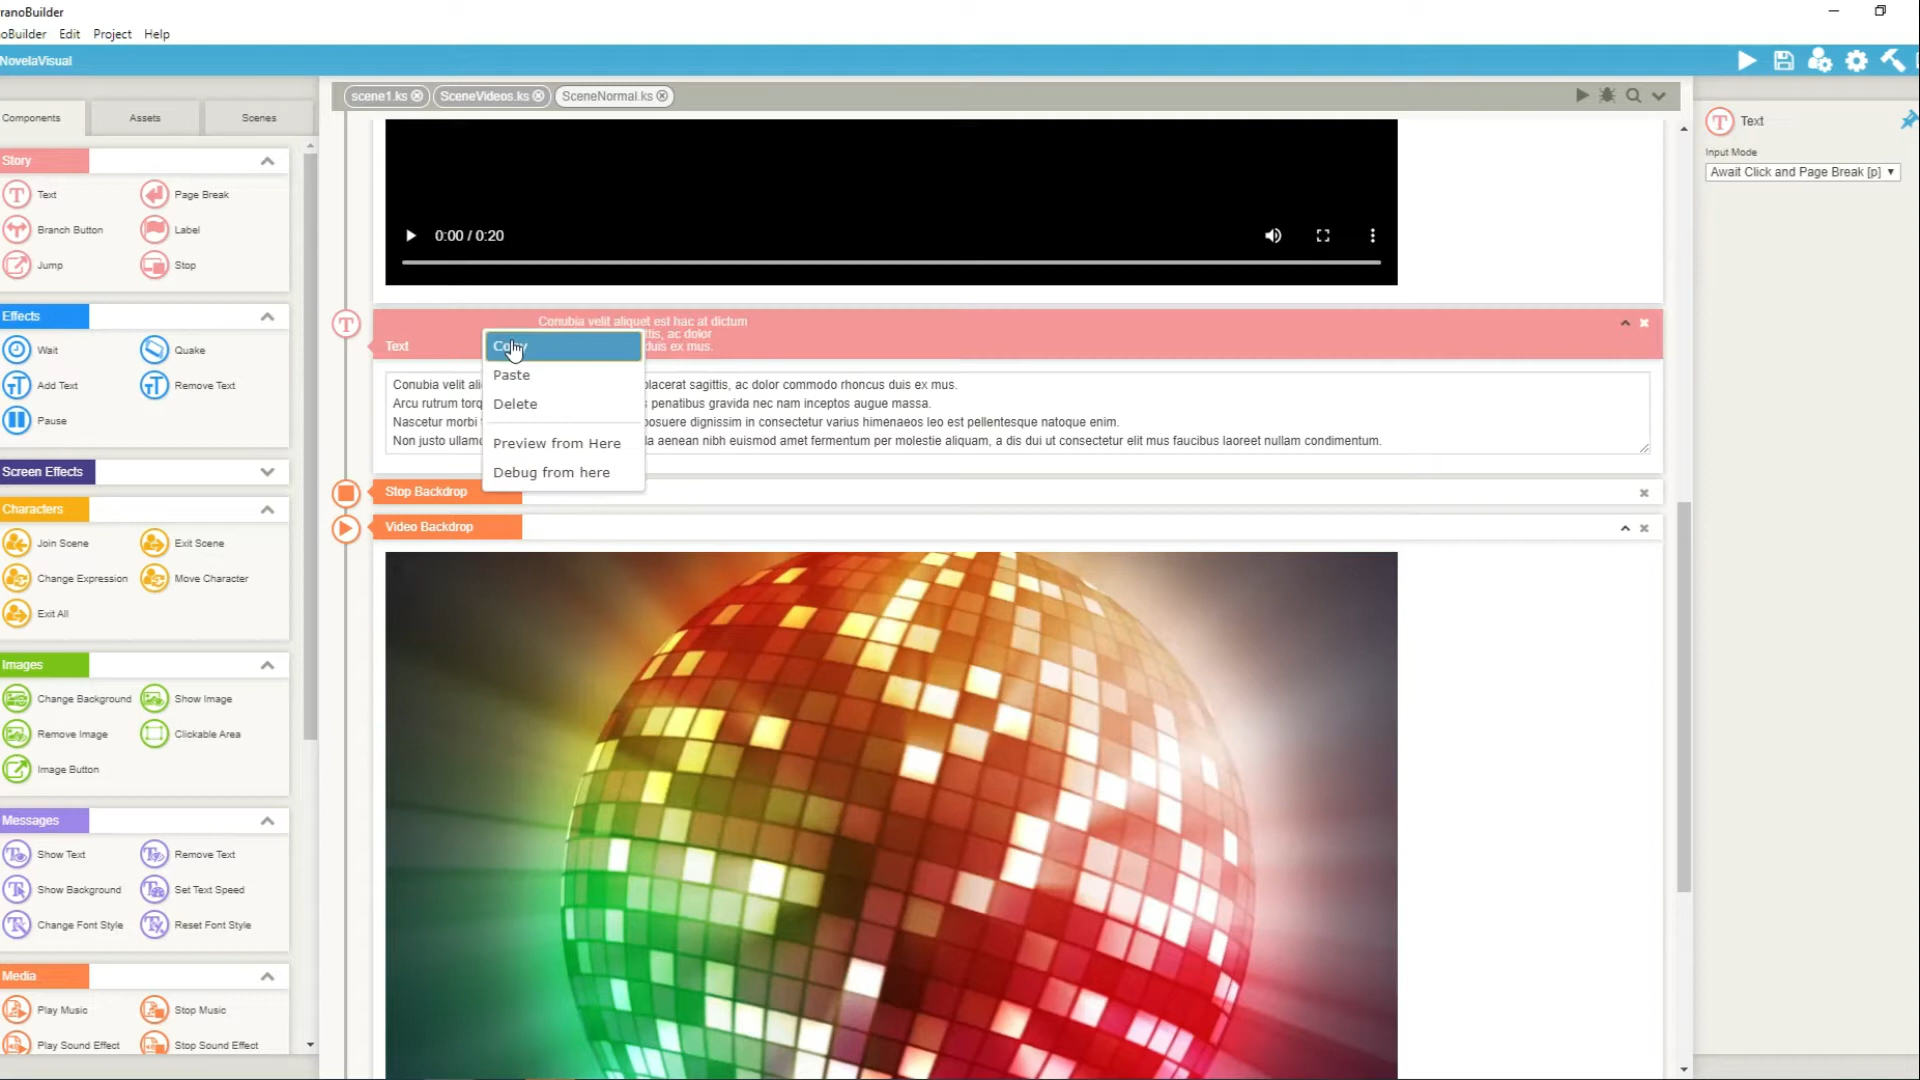 ranoBuilder
oBuilder Edit Project Help
NovelaVisual
Components Assets Scenes
scene1.ks SceneVideos.ks SceneNormal.ks
Text
Input Mode
Await Click and Page Break [p]
Story
Text Page Break
Branch Button Label
Jump Stop
Effects
Wait Quake
Add Text Remove Text
Pause
Screen Effects
Characters
Join Scene Exit Scene
Change Expression Move Character
Exit All
Images
Change Background Show Image
Remove Image Clickable Area
Image Button
Messages
Show Text Remove Text
Show Background Set Text Speed
Change Font Style Reset Font Style
Media
Play Music Stop Music
Play Sound Effect Stop Sound Effect
0:00 / 0:20
Conubia velit aliquet est hac at dictum
ttis, ac dolor
Text duis ex mus.
Copy
Paste
Delete
Preview from Here
Debug from here
Conubia velit ali placerat sagittis, ac dolor commodo rhoncus duis ex mus.
Arcu rutrum torq penatibus gravida nec nam inceptos augue massa.
Nascetur morbi posuere dignissim in consectetur varius himenaeos leo est pellentesque natoque enim.
Non justo ullamc la aenean nibh euismod amet fermentum per molestie aliquam, a dis dui ut consectetur elit mus faucibus laoreet nullam condimentum.
Stop Backdrop
Video Backdrop